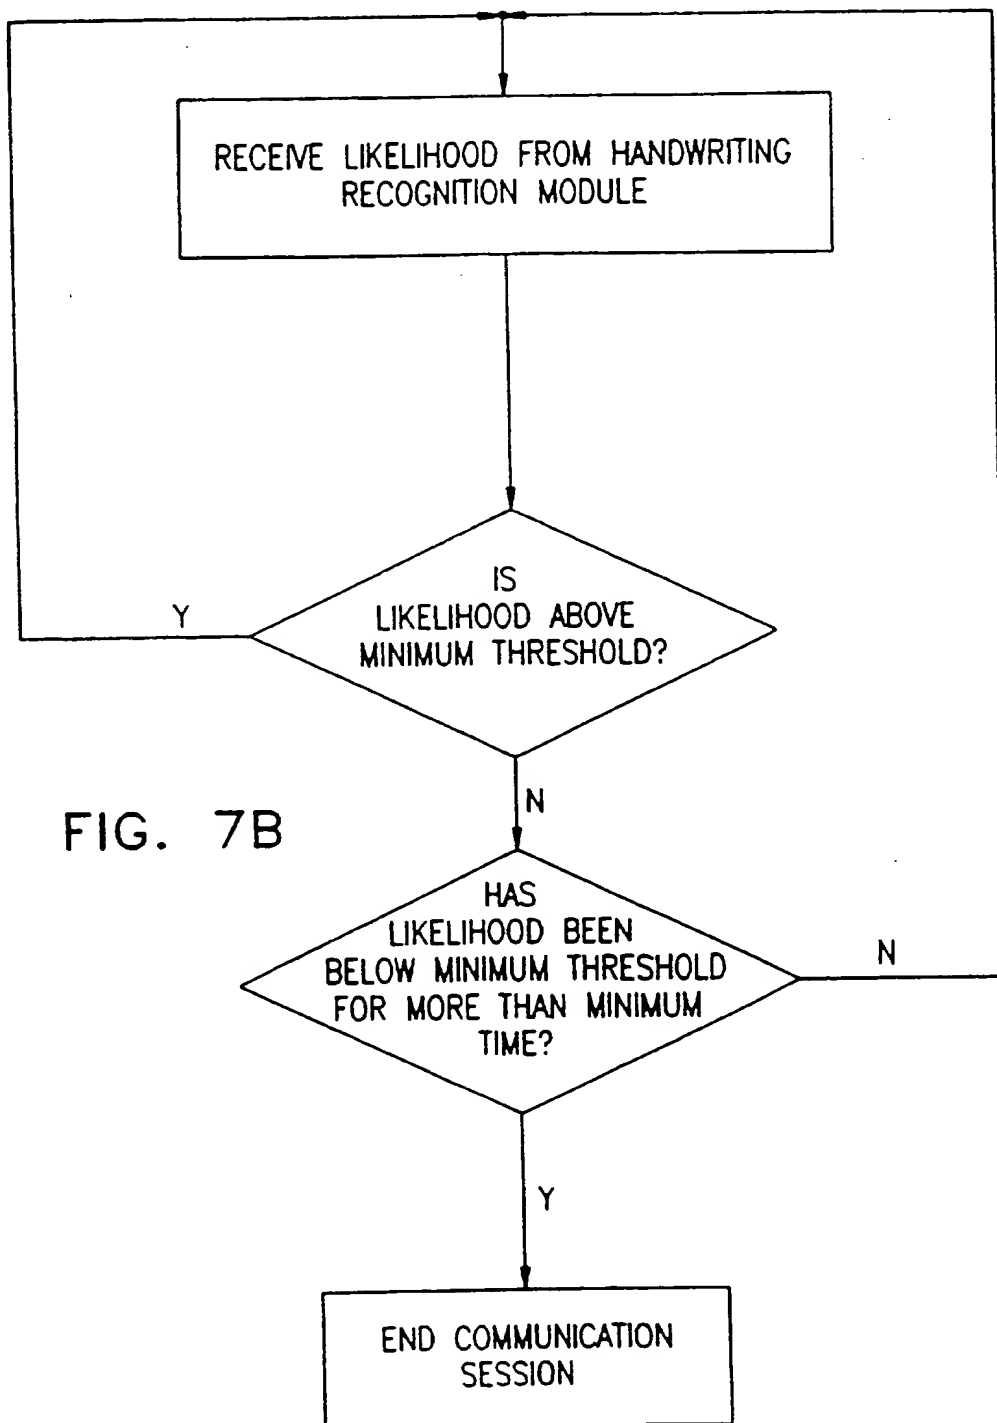 RECEIVE LIKELIHOOD FROM HANDWRITING
RECOGNITION MODULE
IS
LIKELIHOOD ABOVE
MINIMUM THRESHOLD?
Y
N
FIG. 7B
HAS
LIKELIHOOD BEEN
BELOW MINIMUM THRESHOLD
FOR MORE THAN MINIMUM
TIME?
N
Y
END COMMUNICATION
SESSION